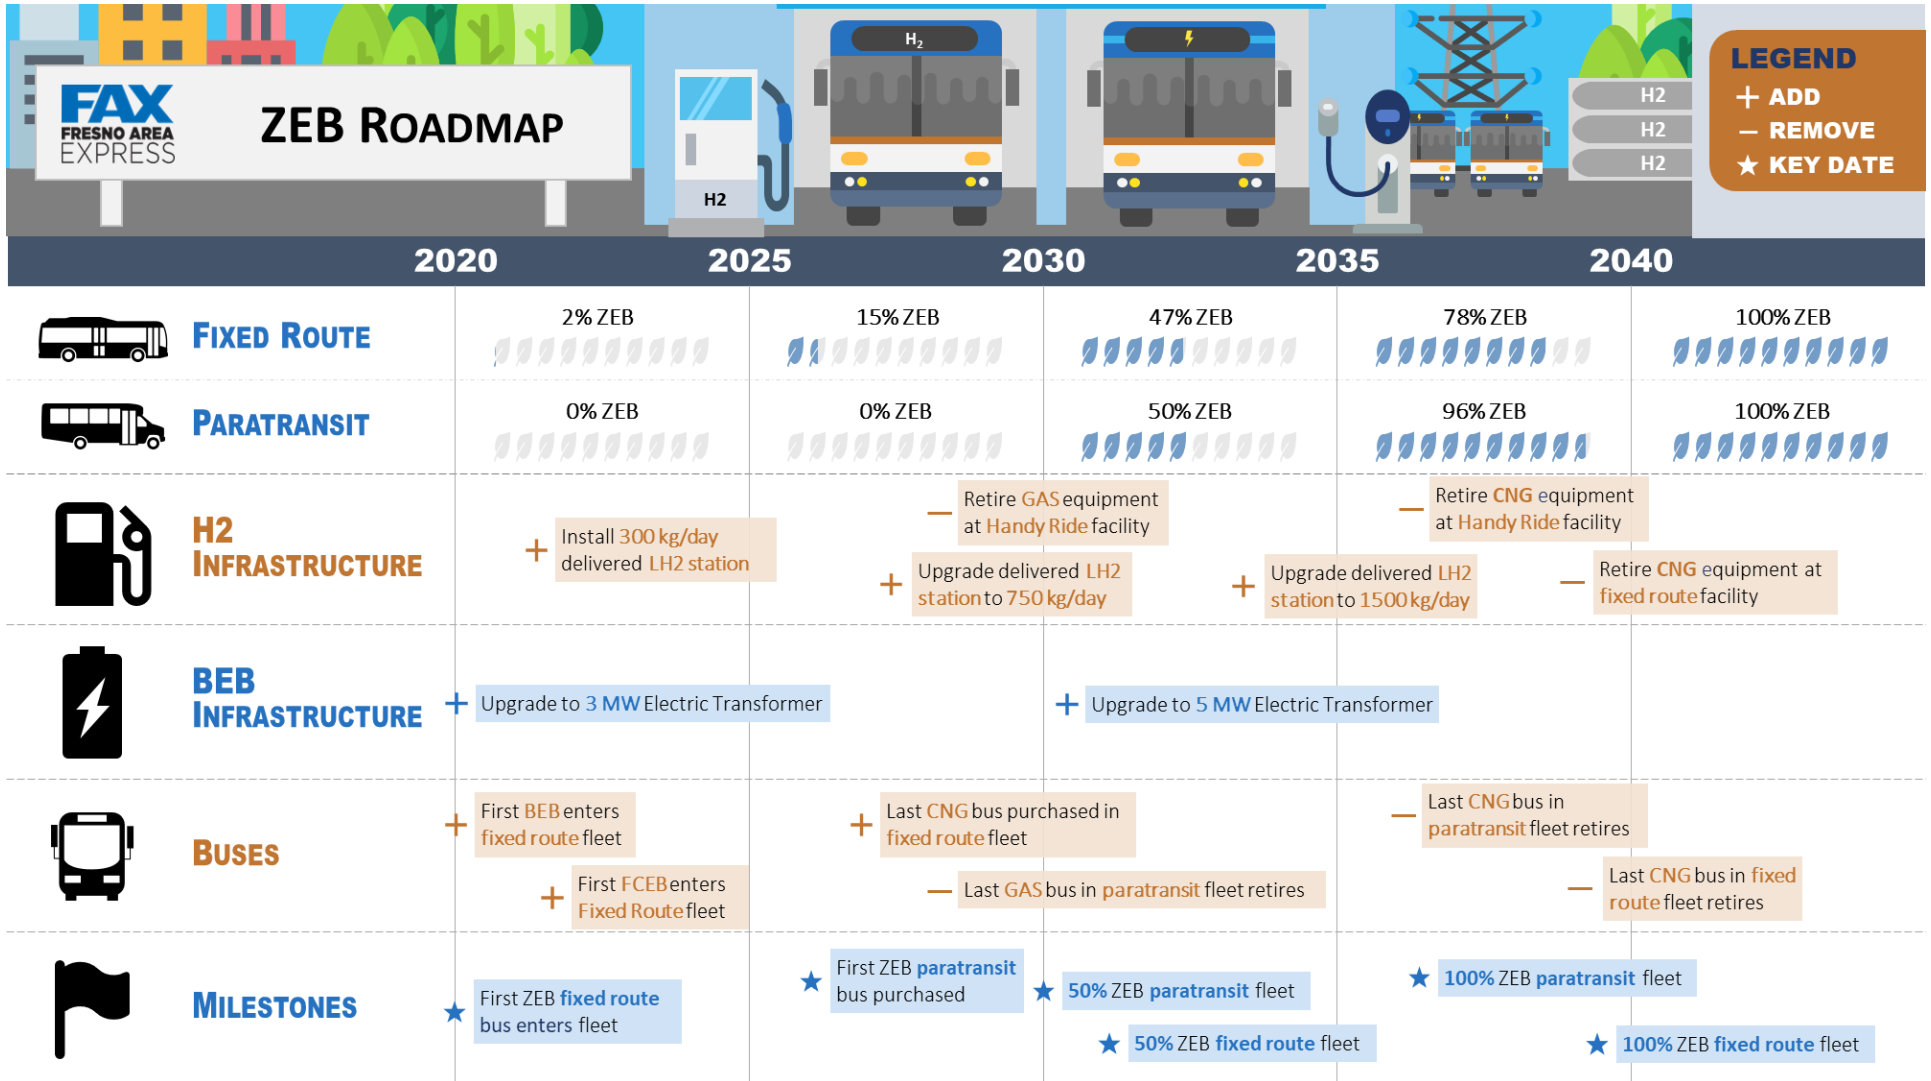 FAX
FRESNO AREA
EXPRESS
ZEB ROADMAP
H2
H2
H2
H2
H2
LEGEND
+ ADD
− REMOVE
★ KEY DATE
2020
2025
2030
2035
2040
FIXED ROUTE
2% ZEB
15% ZEB
47% ZEB
78% ZEB
100% ZEB
PARATRANSIT
0% ZEB
0% ZEB
50% ZEB
96% ZEB
100% ZEB
H2
INFRASTRUCTURE
+ Install 300 kg/day
delivered LH2 station
− Retire GAS equipment
at Handy Ride facility
+ Upgrade delivered LH2
station to 750 kg/day
+ Upgrade delivered LH2
station to 1500 kg/day
− Retire CNG equipment
at Handy Ride facility
− Retire CNG equipment at
fixed route facility
BEB
INFRASTRUCTURE
+ Upgrade to 3 MW Electric Transformer
+ Upgrade to 5 MW Electric Transformer
BUSES
+ First BEB enters
fixed route fleet
+ First FCEB enters
Fixed Route fleet
+ Last CNG bus purchased in
fixed route fleet
− Last GAS bus in paratransit fleet retires
− Last CNG bus in
paratransit fleet retires
− Last CNG bus in fixed
route fleet retires
MILESTONES
★ First ZEB fixed route
bus enters fleet
★ First ZEB paratransit
bus purchased
★ 50% ZEB paratransit fleet
★ 50% ZEB fixed route fleet
★ 100% ZEB paratransit fleet
★ 100% ZEB fixed route fleet